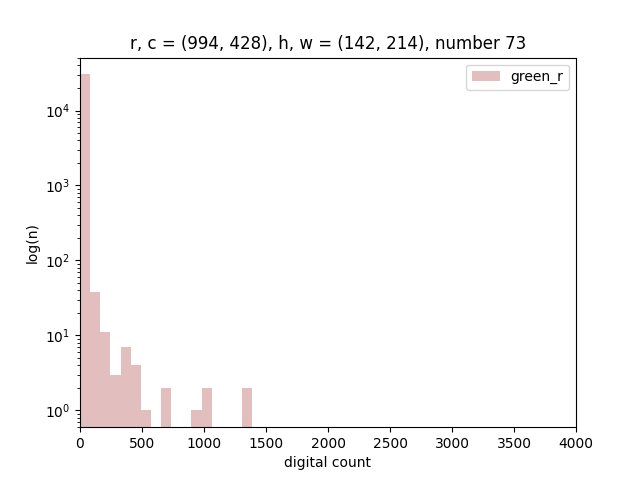 r, c = (994, 428), h, w = (142, 214), number 73
green_r
log(n)
10⁴
10³
10²
10¹
10⁰
0 500 1000 1500 2000 2500 3000 3500 4000
digital count